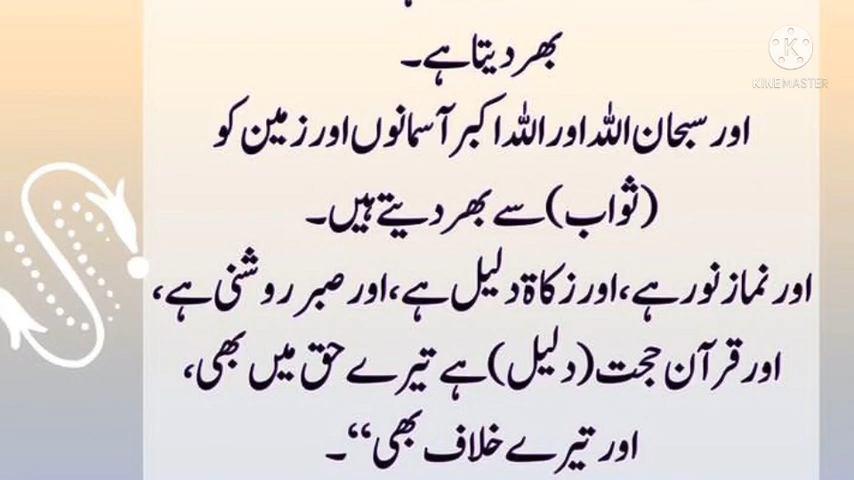 بھر دیتا ہے۔
اور سبحان اللہ اور اللہ اکبر آسمانوں اور زمین کو
(ثواب) سے بھر دیتے ہیں۔
اور نماز نور ہے، اور زکاۃ دلیل ہے، اور صبر روشنی ہے،
اور قرآن حجت (دلیل) ہے تیرے حق میں بھی،
اور تیرے خلاف بھی“۔
K
KINEMASTER